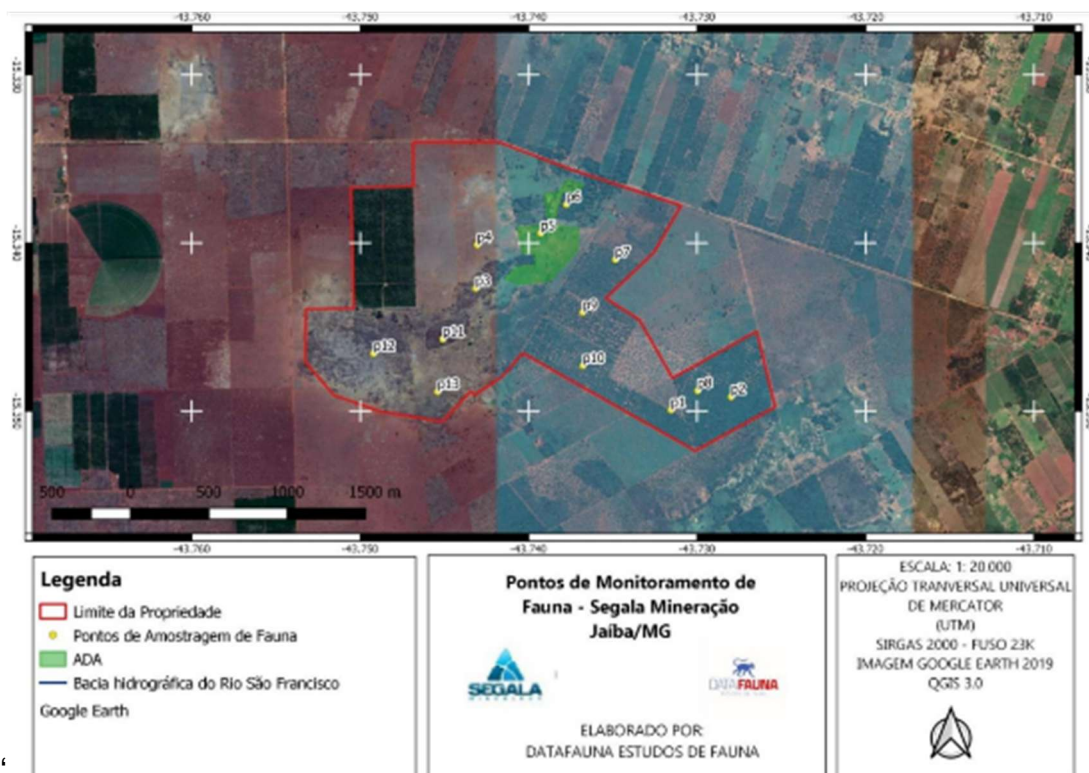 -43.760 -43.750 -43.740 -43.730 -43.720 -43.710
-15.330
-15.340
-15.350
p6
p5
p4
p7
p3
p9
p11
p12
p10
p13
p8
p2
p1
500 0 500 1000 1500 m
-43.760 -43.750 -43.740 -43.730 -43.720 -43.710
Legenda
Limite da Propriedade
Pontos de Amostragem de Fauna
ADA
Bacia hidrográfica do Rio São Francisco
Google Earth
Pontos de Monitoramento de
Fauna - Segala Mineração
Jaíba/MG
SEGALA
DATAFAUNA
ELABORADO POR:
DATAFAUNA ESTUDOS DE FAUNA
ESCALA: 1: 20.000
PROJEÇÃO TRANVERSAL UNIVERSAL
DE MERCATOR
(UTM)
SIRGAS 2000 - FUSO 23K
IMAGEM GOOGLE EARTH 2019
QGIS 3.0